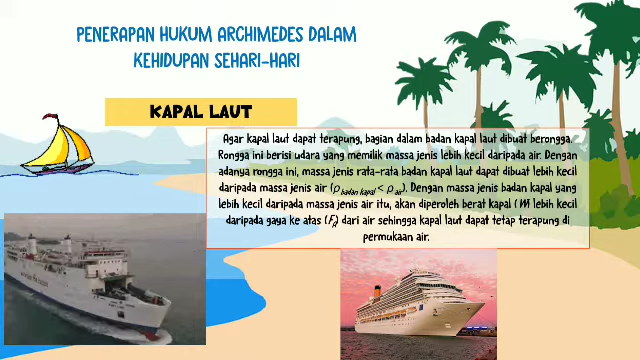 PENERAPAN HUKUM ARCHIMEDES DALAM
KEHIDUPAN SEHARI-HARI
KAPAL LAUT
Agar kapal laut dapat terapung, bagian dalam badan kapal laut dibuat berongga.
Rongga ini berisi udara yang memilik massa jenis lebih kecil daripada air. Dengan
adanya rongga ini, massa jenis rata-rata badan kapal laut dapat dibuat lebih kecil
daripada massa jenis air (ρ badan kapal < ρ air). Dengan massa jenis badan kapal yang
lebih kecil daripada massa jenis air itu, akan diperoleh berat kapal (W) lebih kecil
daripada gaya ke atas (FA) dari air sehingga kapal laut dapat tetap terapung di
permukaan air.